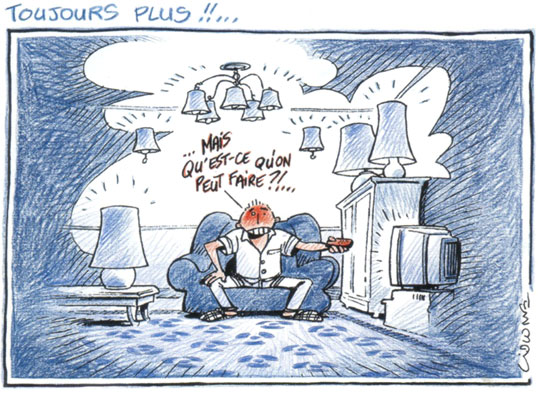 TOUJOURS PLUS !!...
... MAIS
QU'EST-CE QU'ON
PEUT FAIRE ?!...